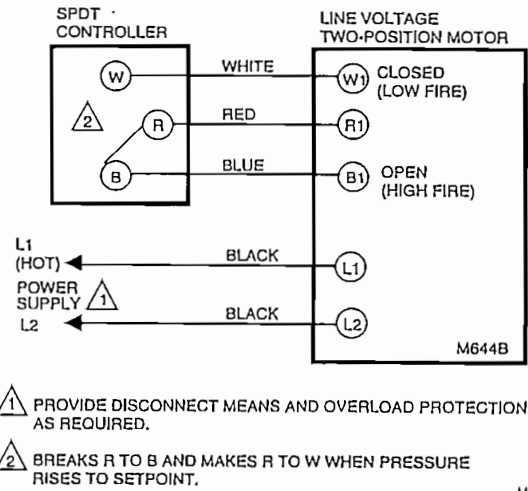 SPDT
CONTROLLER
LINE VOLTAGE
TWO-POSITION MOTOR
W
WHITE
W1
CLOSED
(LOW FIRE)
2
R
RED
R1
B
BLUE
B1
OPEN
(HIGH FIRE)
L1
(HOT)
BLACK
L1
POWER
SUPPLY
1
L2
BLACK
L2
M644B
1 PROVIDE DISCONNECT MEANS AND OVERLOAD PROTECTION
AS REQUIRED.
2 BREAKS R TO B AND MAKES R TO W WHEN PRESSURE
RISES TO SETPOINT.